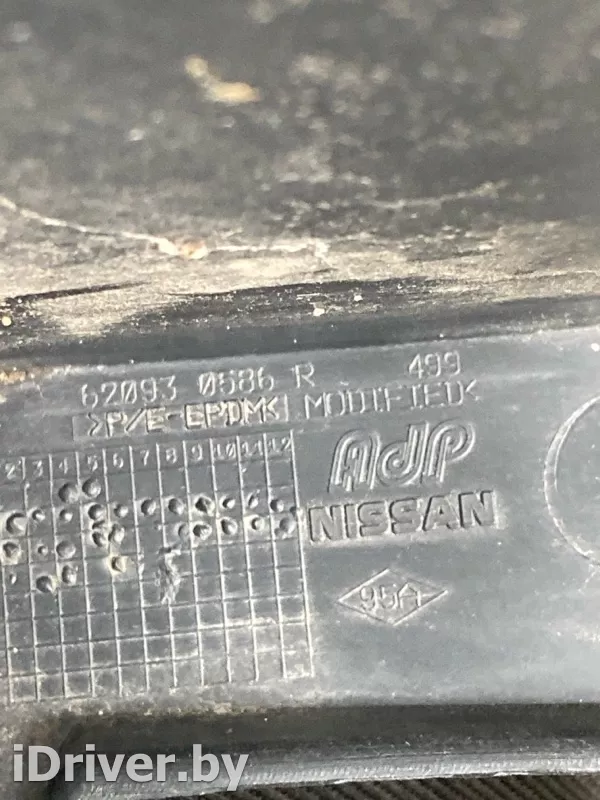 62093 0586 R 499
>P/E-EPDM< MODIFIED<
2 3 4 5 6 7 8 9 10 11 12
AdP
NISSAN
95A
iDriver.by